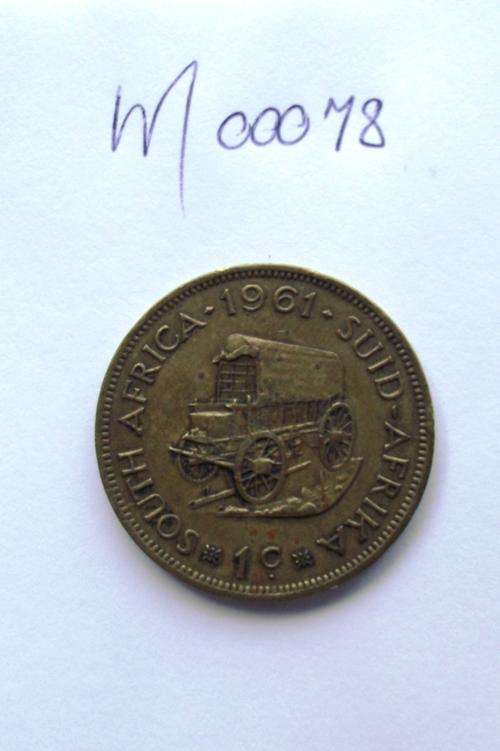 M 00078
SOUTH AFRICA · 1961 · SUID-AFRIKA
1c